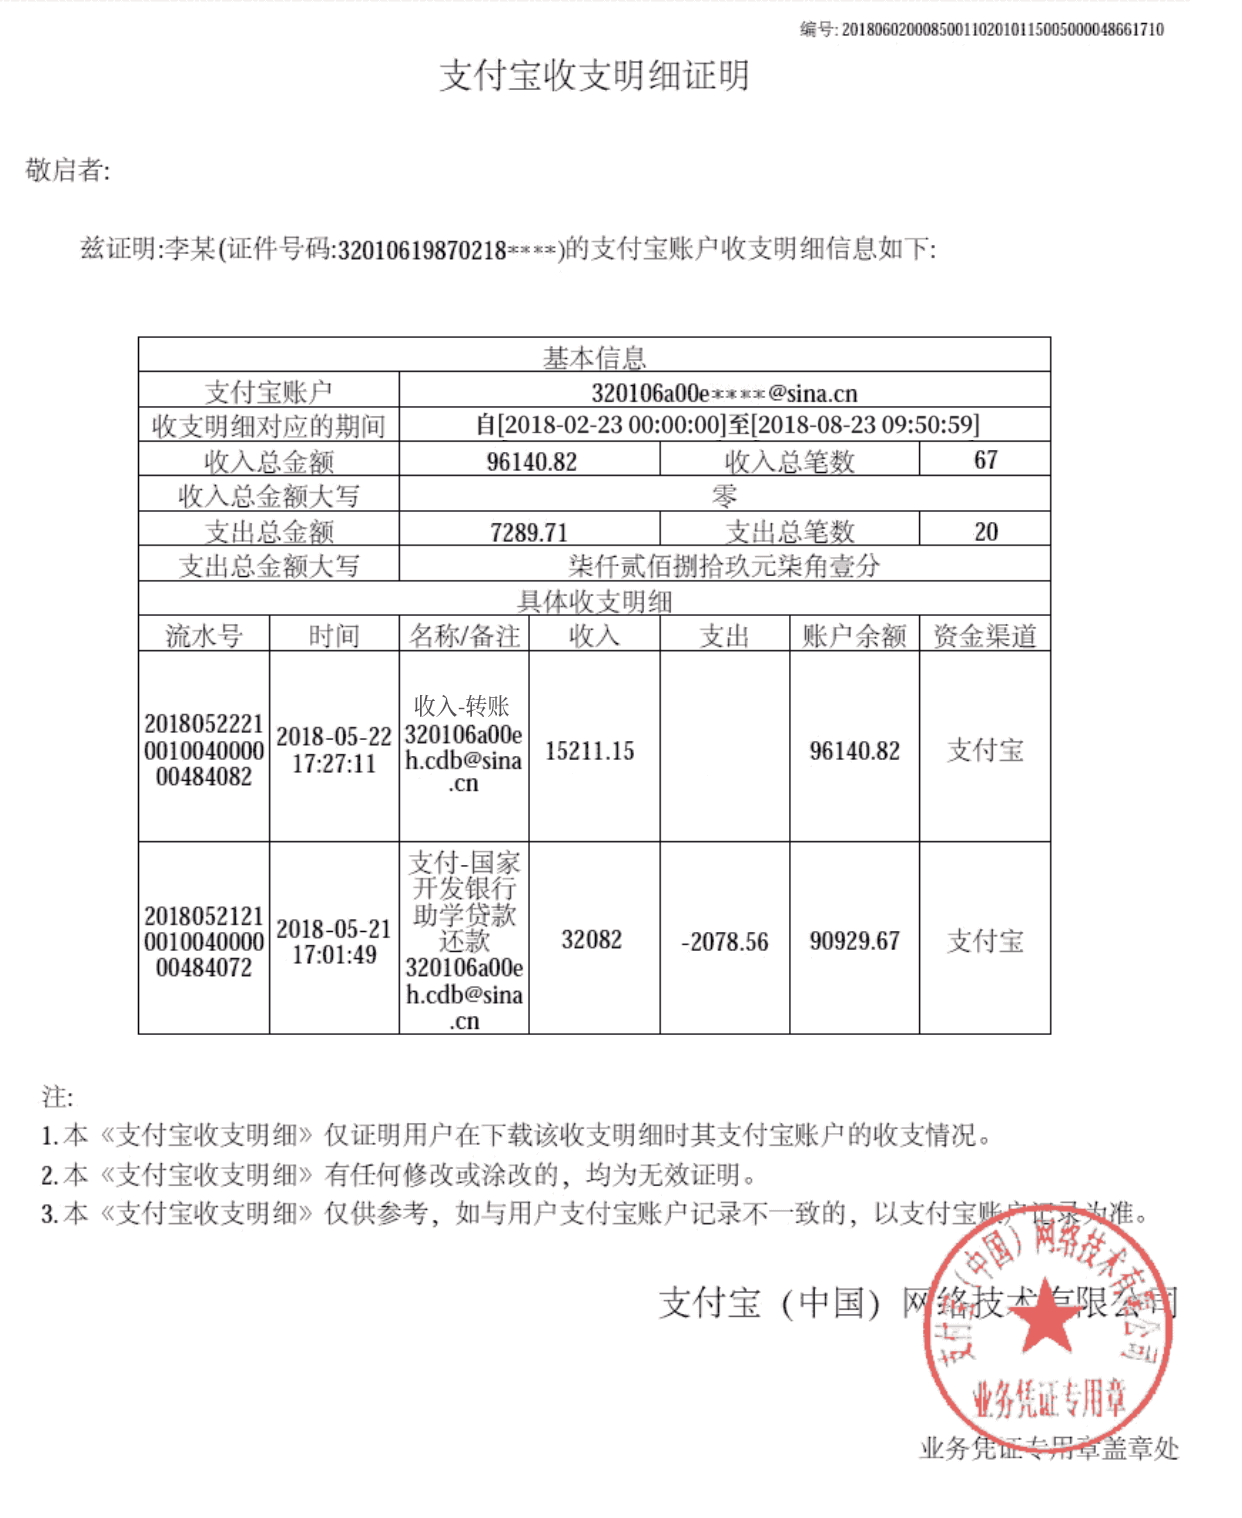 编号: 2018060200085001102010115005000048661710
支付宝收支明细证明
敬启者:
兹证明:李某(证件号码:32010619870218****)的支付宝账户收支明细信息如下:
基本信息
支付宝账户 320106a00e****@sina.cn
收支明细对应的期间 自[2018-02-23 00:00:00]至[2018-08-23 09:50:59]
收入总金额 96140.82 收入总笔数 67
收入总金额大写 零
支出总金额 7289.71 支出总笔数 20
支出总金额大写 柒仟贰佰捌拾玖元柒角壹分
具体收支明细
流水号 时间 名称/备注 收入 支出 账户余额 资金渠道
2018052221
0010040000
00484082
2018-05-22
17:27:11
收入-转账
320106a00e
h.cdb@sina
.cn
15211.15
96140.82
支付宝
2018052121
0010040000
00484072
2018-05-21
17:01:49
支付-国家
开发银行
助学贷款
还款
320106a00e
h.cdb@sina
.cn
32082
-2078.56
90929.67
支付宝
注:
1.本《支付宝收支明细》仅证明用户在下载该收支明细时其支付宝账户的收支情况。
2.本《支付宝收支明细》有任何修改或涂改的，均为无效证明。
3.本《支付宝收支明细》仅供参考，如与用户支付宝账户记录不一致的，以支付宝账户记录为准。
支付宝（中国）网络技术有限公司
支付宝（中国）网络技术有限公司
业务凭证专用章
业务凭证专用章盖章处